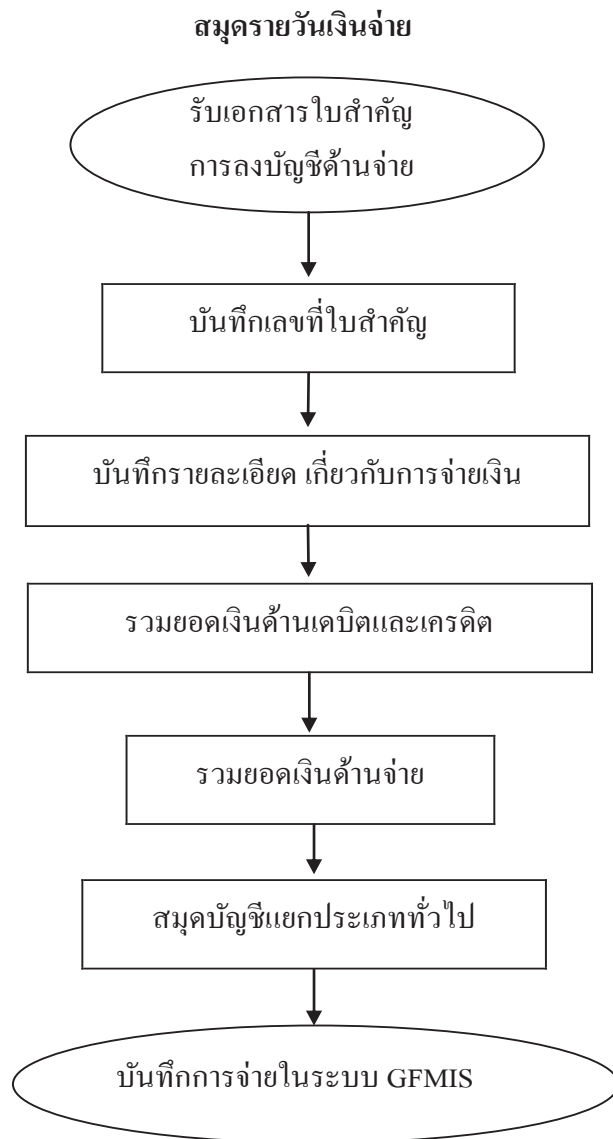 สมุดรายวันเงินจ่าย
รับเอกสารใบสำคัญ
การลงบัญชีด้านจ่าย
บันทึกเลขที่ใบสำคัญ
บันทึกรายละเอียด เกี่ยวกับการจ่ายเงิน
รวมยอดเงินด้านเดบิตและเครดิต
รวมยอดเงินด้านจ่าย
สมุดบัญชีแยกประเภททั่วไป
บันทึกการจ่ายในระบบ GFMIS